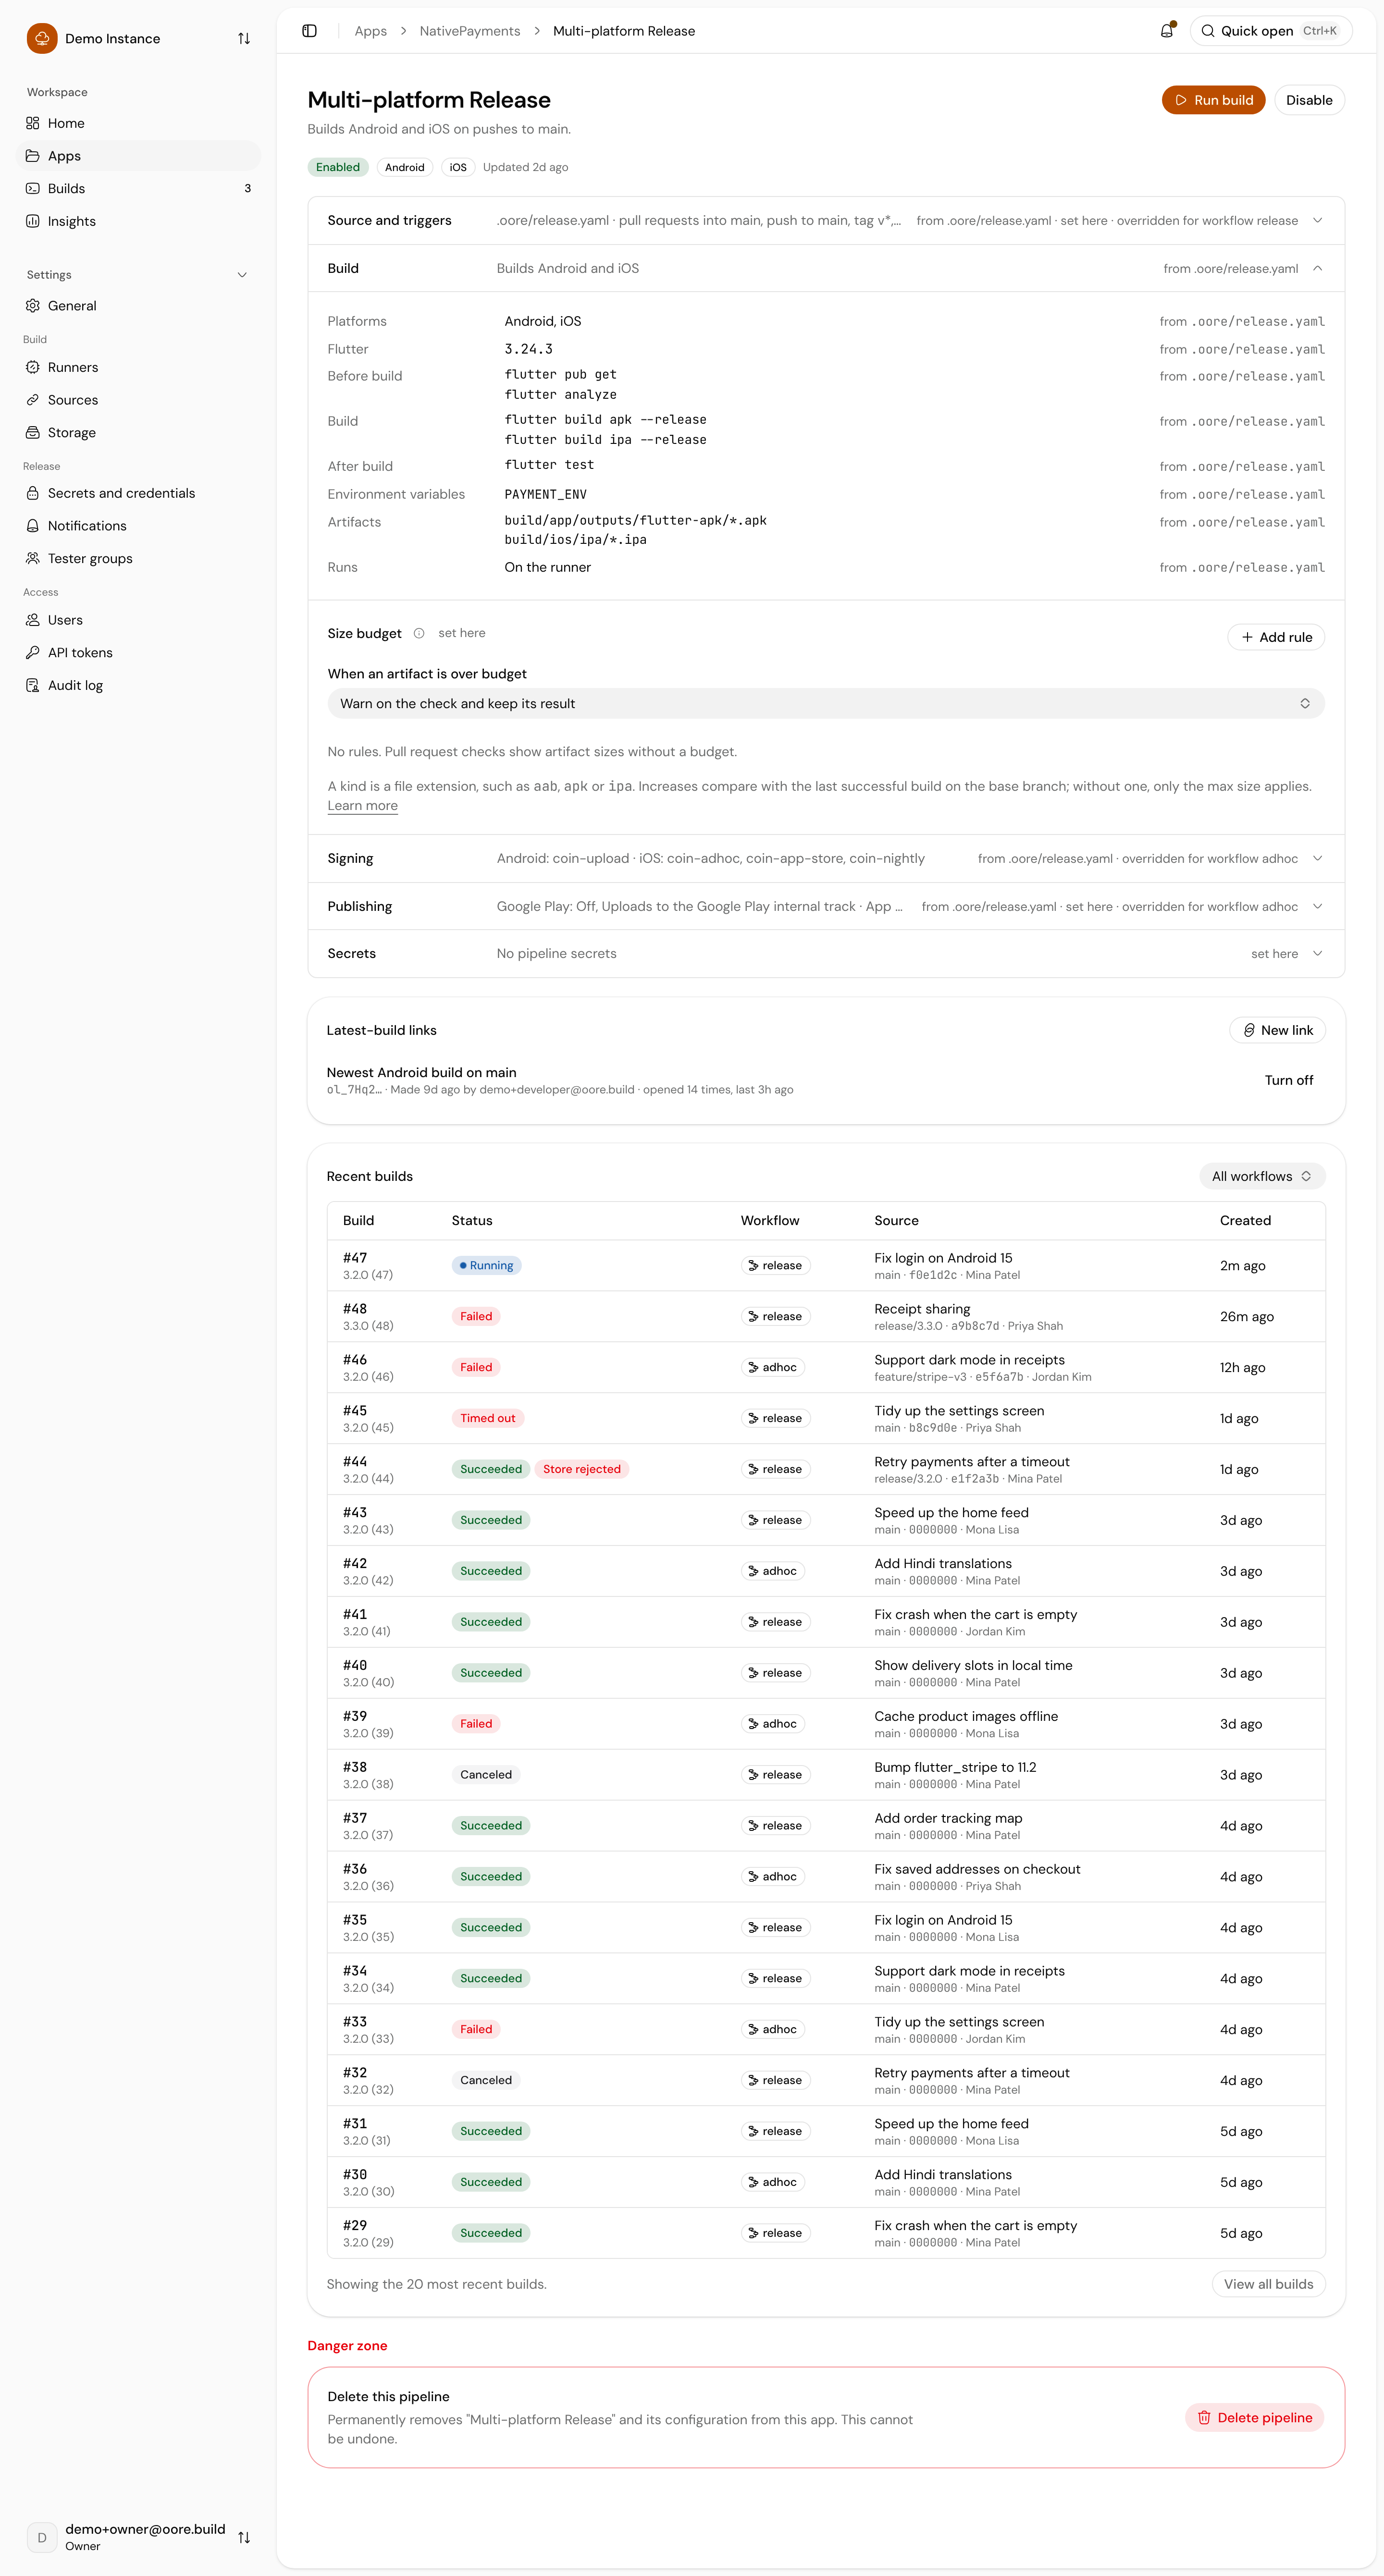 Demo Instance
Workspace
Home
Apps
Builds 3
Insights
Settings
General
Build
Runners
Sources
Storage
Release
Secrets and credentials
Notifications
Tester groups
Access
Users
API tokens
Audit log
D
demo+owner@oore.build
Owner
Apps > NativePayments > Multi-platform Release
Quick open Ctrl+K
Multi-platform Release
Run build
Disable
Builds Android and iOS on pushes to main.
Enabled Android iOS Updated 2d ago
Source and triggers .oore/release.yaml · pull requests into main, push to main, tag v*,... from .oore/release.yaml · set here · overridden for workflow release
Build Builds Android and iOS from .oore/release.yaml
Platforms Android, iOS from .oore/release.yaml
Flutter 3.24.3 from .oore/release.yaml
Before build flutter pub get from .oore/release.yaml
flutter analyze
Build flutter build apk --release from .oore/release.yaml
flutter build ipa --release
After build flutter test from .oore/release.yaml
Environment variables PAYMENT_ENV from .oore/release.yaml
Artifacts build/app/outputs/flutter-apk/*.apk from .oore/release.yaml
build/ios/ipa/*.ipa
Runs On the runner from .oore/release.yaml
Size budget set here
Add rule
When an artifact is over budget
Warn on the check and keep its result
No rules. Pull request checks show artifact sizes without a budget.
A kind is a file extension, such as aab, apk or ipa. Increases compare with the last successful build on the base branch; without one, only the max size applies.
Learn more
Signing Android: coin-upload · iOS: coin-adhoc, coin-app-store, coin-nightly from .oore/release.yaml · overridden for workflow adhoc
Publishing Google Play: Off, Uploads to the Google Play internal track · App ... from .oore/release.yaml · set here · overridden for workflow adhoc
Secrets No pipeline secrets set here
Latest-build links
New link
Newest Android build on main
ol_7Hq2… · Made 9d ago by demo+developer@oore.build · opened 14 times, last 3h ago
Turn off
Recent builds
All workflows
Build Status Workflow Source Created
#47 Running release Fix login on Android 15 2m ago
3.2.0 (47) main · f0e1d2c · Mina Patel
#48 Failed release Receipt sharing 26m ago
3.3.0 (48) release/3.3.0 · a9b8c7d · Priya Shah
#46 Failed adhoc Support dark mode in receipts 12h ago
3.2.0 (46) feature/stripe-v3 · e5f6a7b · Jordan Kim
#45 Timed out release Tidy up the settings screen 1d ago
3.2.0 (45) main · b8c9d0e · Priya Shah
#44 Succeeded Store rejected release Retry payments after a timeout 1d ago
3.2.0 (44) release/3.2.0 · e1f2a3b · Mina Patel
#43 Succeeded release Speed up the home feed 3d ago
3.2.0 (43) main · 0000000 · Mona Lisa
#42 Succeeded adhoc Add Hindi translations 3d ago
3.2.0 (42) main · 0000000 · Mina Patel
#41 Succeeded release Fix crash when the cart is empty 3d ago
3.2.0 (41) main · 0000000 · Jordan Kim
#40 Succeeded release Show delivery slots in local time 3d ago
3.2.0 (40) main · 0000000 · Mina Patel
#39 Failed adhoc Cache product images offline 3d ago
3.2.0 (39) main · 0000000 · Mona Lisa
#38 Canceled release Bump flutter_stripe to 11.2 3d ago
3.2.0 (38) main · 0000000 · Mina Patel
#37 Succeeded release Add order tracking map 4d ago
3.2.0 (37) main · 0000000 · Mina Patel
#36 Succeeded adhoc Fix saved addresses on checkout 4d ago
3.2.0 (36) main · 0000000 · Priya Shah
#35 Succeeded release Fix login on Android 15 4d ago
3.2.0 (35) main · 0000000 · Mona Lisa
#34 Succeeded release Support dark mode in receipts 4d ago
3.2.0 (34) main · 0000000 · Mina Patel
#33 Failed adhoc Tidy up the settings screen 4d ago
3.2.0 (33) main · 0000000 · Jordan Kim
#32 Canceled release Retry payments after a timeout 4d ago
3.2.0 (32) main · 0000000 · Mina Patel
#31 Succeeded release Speed up the home feed 5d ago
3.2.0 (31) main · 0000000 · Mona Lisa
#30 Succeeded adhoc Add Hindi translations 5d ago
3.2.0 (30) main · 0000000 · Mina Patel
#29 Succeeded release Fix crash when the cart is empty 5d ago
3.2.0 (29) main · 0000000 · Mina Patel
Showing the 20 most recent builds.
View all builds
Danger zone
Delete this pipeline
Permanently removes "Multi-platform Release" and its configuration from this app. This cannot
be undone.
Delete pipeline